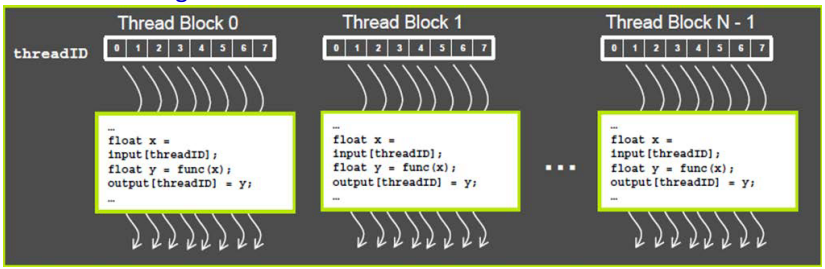 Thread Block 0
Thread Block 1
Thread Block N - 1
threadID
0 1 2 3 4 5 6 7
0 1 2 3 4 5 6 7
0 1 2 3 4 5 6 7
…
float x =
input[threadID];
float y = func(x);
output[threadID] = y;
…
…
float x =
input[threadID];
float y = func(x);
output[threadID] = y;
…
...
…
float x =
input[threadID];
float y = func(x);
output[threadID] = y;
…